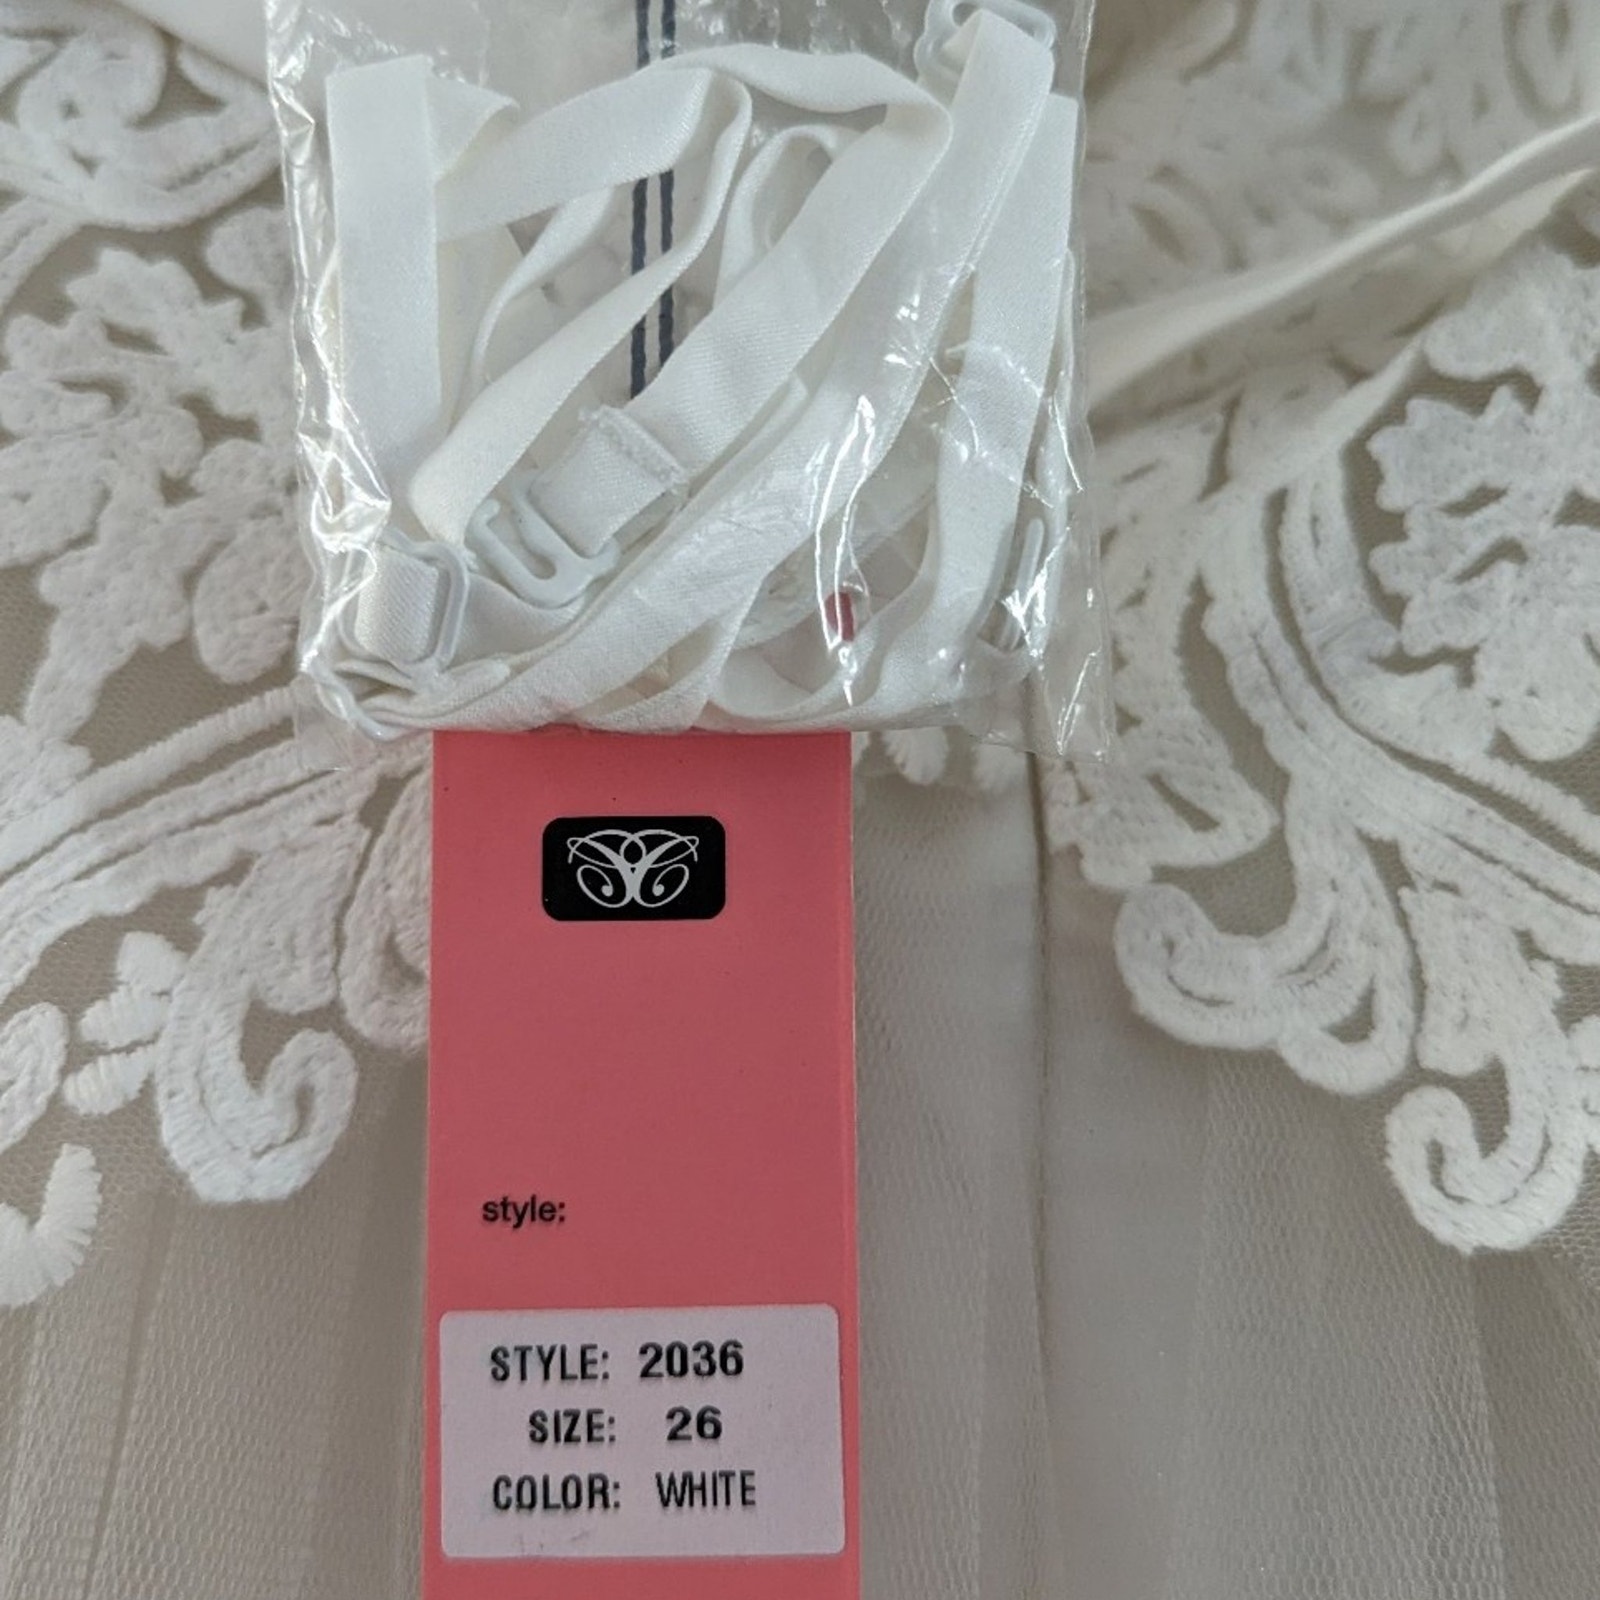 style:
STYLE: 2036
SIZE: 26
COLOR: WHITE